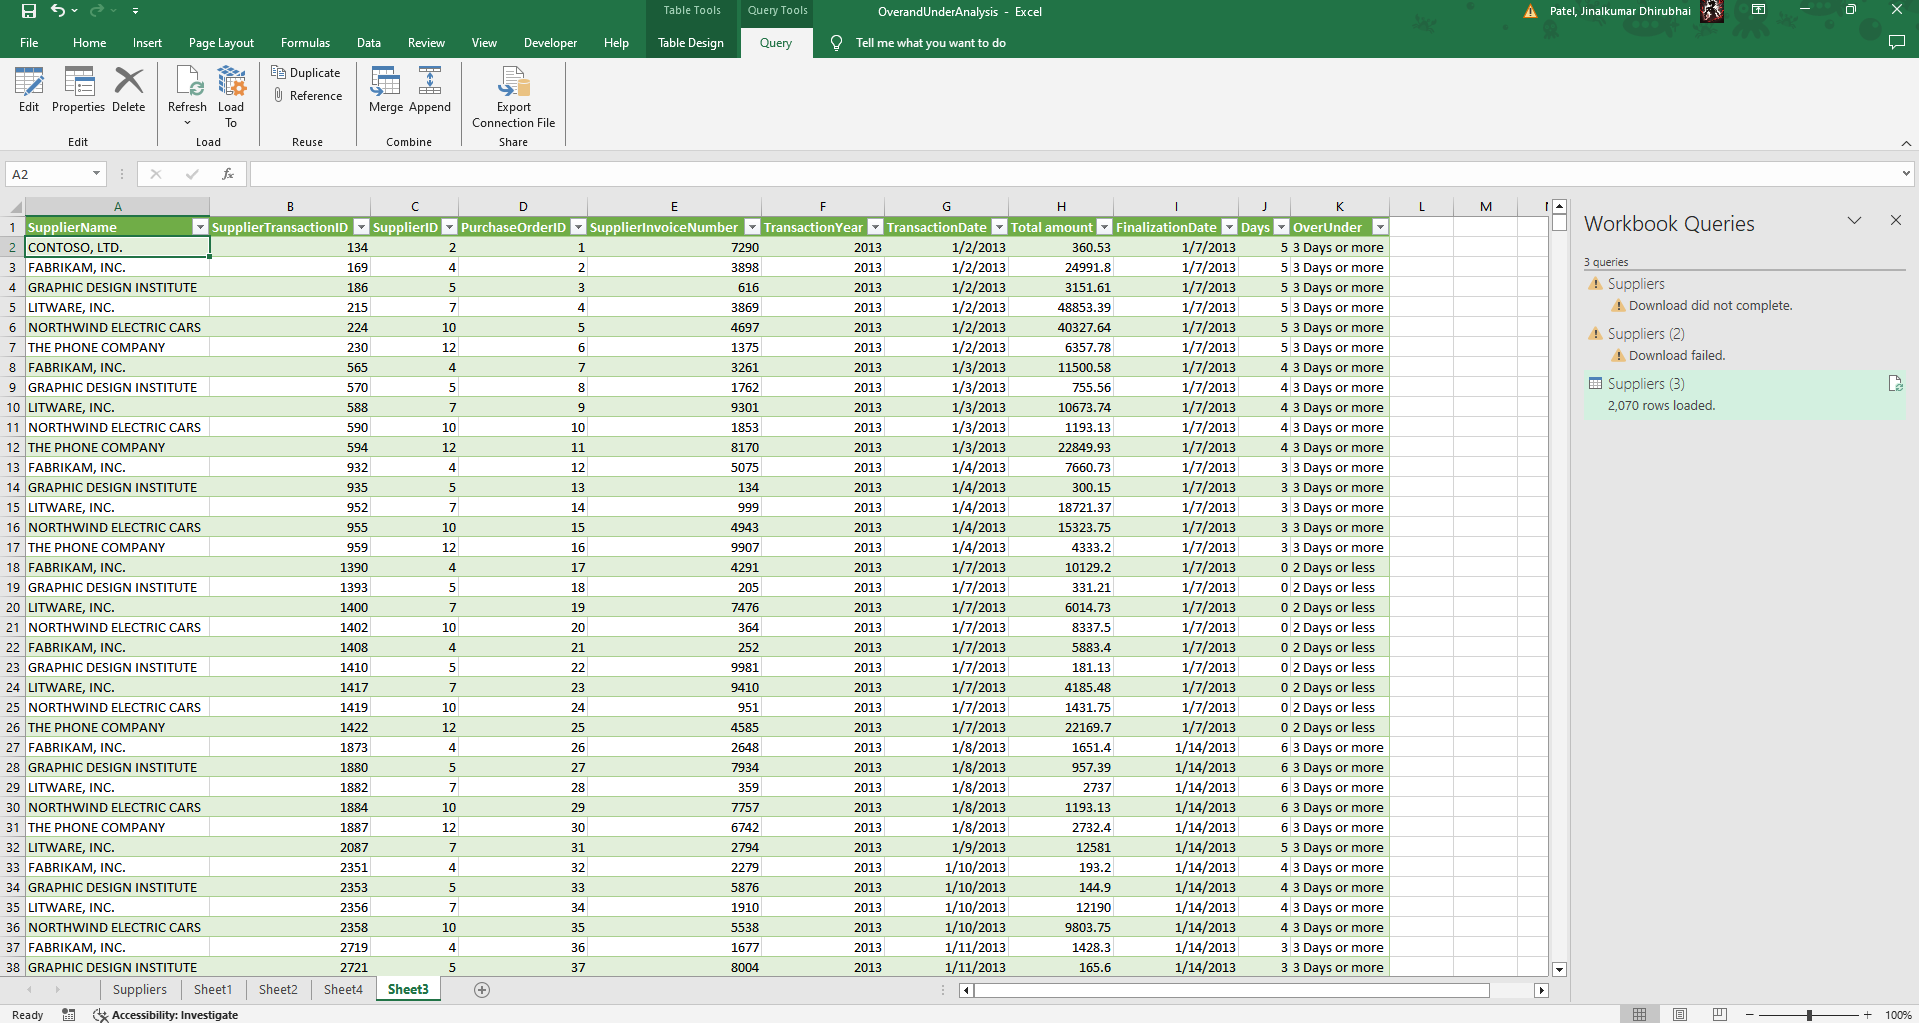 Table Tools Query Tools OverandUnderAnalysis - Excel Patel, Jinalkumar Dhirubhai
File Home Insert Page Layout Formulas Data Review View Developer Help Table Design Query Tell me what you want to do
Edit Properties Delete Refresh Load To Duplicate Reference Merge Append Export Connection File
Edit Load Reuse Combine Share
A2 fx
A B C D E F G H I J K L M
1 SupplierName SupplierTransactionID SupplierID PurchaseOrderID SupplierInvoiceNumber TransactionYear TransactionDate Total amount FinalizationDate Days OverUnder
2 CONTOSO, LTD. 134 2 1 7290 2013 1/2/2013 360.53 1/7/2013 5 3 Days or more
3 FABRIKAM, INC. 169 4 2 3898 2013 1/2/2013 24991.8 1/7/2013 5 3 Days or more
4 GRAPHIC DESIGN INSTITUTE 186 5 3 616 2013 1/2/2013 3151.61 1/7/2013 5 3 Days or more
5 LITWARE, INC. 215 7 4 3869 2013 1/2/2013 48853.39 1/7/2013 5 3 Days or more
6 NORTHWIND ELECTRIC CARS 224 10 5 4697 2013 1/2/2013 40327.64 1/7/2013 5 3 Days or more
7 THE PHONE COMPANY 230 12 6 1375 2013 1/2/2013 6357.78 1/7/2013 5 3 Days or more
8 FABRIKAM, INC. 565 4 7 3261 2013 1/3/2013 11500.58 1/7/2013 4 3 Days or more
9 GRAPHIC DESIGN INSTITUTE 570 5 8 1762 2013 1/3/2013 755.56 1/7/2013 4 3 Days or more
10 LITWARE, INC. 588 7 9 9301 2013 1/3/2013 10673.74 1/7/2013 4 3 Days or more
11 NORTHWIND ELECTRIC CARS 590 10 10 1853 2013 1/3/2013 1193.13 1/7/2013 4 3 Days or more
12 THE PHONE COMPANY 594 12 11 8170 2013 1/3/2013 22849.93 1/7/2013 4 3 Days or more
13 FABRIKAM, INC. 932 4 12 5075 2013 1/4/2013 7660.73 1/7/2013 3 3 Days or more
14 GRAPHIC DESIGN INSTITUTE 935 5 13 134 2013 1/4/2013 300.15 1/7/2013 3 3 Days or more
15 LITWARE, INC. 952 7 14 999 2013 1/4/2013 18721.37 1/7/2013 3 3 Days or more
16 NORTHWIND ELECTRIC CARS 955 10 15 4943 2013 1/4/2013 15323.75 1/7/2013 3 3 Days or more
17 THE PHONE COMPANY 959 12 16 9907 2013 1/4/2013 4333.2 1/7/2013 3 3 Days or more
18 FABRIKAM, INC. 1390 4 17 4291 2013 1/7/2013 10129.2 1/7/2013 0 2 Days or less
19 GRAPHIC DESIGN INSTITUTE 1393 5 18 205 2013 1/7/2013 331.21 1/7/2013 0 2 Days or less
20 LITWARE, INC. 1400 7 19 7476 2013 1/7/2013 6014.73 1/7/2013 0 2 Days or less
21 NORTHWIND ELECTRIC CARS 1402 10 20 364 2013 1/7/2013 8337.5 1/7/2013 0 2 Days or less
22 FABRIKAM, INC. 1408 4 21 252 2013 1/7/2013 5883.4 1/7/2013 0 2 Days or less
23 GRAPHIC DESIGN INSTITUTE 1410 5 22 9981 2013 1/7/2013 181.13 1/7/2013 0 2 Days or less
24 LITWARE, INC. 1417 7 23 9410 2013 1/7/2013 4185.48 1/7/2013 0 2 Days or less
25 NORTHWIND ELECTRIC CARS 1419 10 24 951 2013 1/7/2013 1431.75 1/7/2013 0 2 Days or less
26 THE PHONE COMPANY 1422 12 25 4585 2013 1/7/2013 22169.7 1/7/2013 0 2 Days or less
27 FABRIKAM, INC. 1873 4 26 2648 2013 1/8/2013 1651.4 1/14/2013 6 3 Days or more
28 GRAPHIC DESIGN INSTITUTE 1880 5 27 7934 2013 1/8/2013 957.39 1/14/2013 6 3 Days or more
29 LITWARE, INC. 1882 7 28 359 2013 1/8/2013 2737 1/14/2013 6 3 Days or more
30 NORTHWIND ELECTRIC CARS 1884 10 29 7757 2013 1/8/2013 1193.13 1/14/2013 6 3 Days or more
31 THE PHONE COMPANY 1887 12 30 6742 2013 1/8/2013 2732.4 1/14/2013 6 3 Days or more
32 LITWARE, INC. 2087 7 31 2794 2013 1/9/2013 12581 1/14/2013 5 3 Days or more
33 FABRIKAM, INC. 2351 4 32 2279 2013 1/10/2013 193.2 1/14/2013 4 3 Days or more
34 GRAPHIC DESIGN INSTITUTE 2353 5 33 5876 2013 1/10/2013 144.9 1/14/2013 4 3 Days or more
35 LITWARE, INC. 2356 7 34 1910 2013 1/10/2013 12190 1/14/2013 4 3 Days or more
36 NORTHWIND ELECTRIC CARS 2358 10 35 5538 2013 1/10/2013 9803.75 1/14/2013 4 3 Days or more
37 FABRIKAM, INC. 2719 4 36 1677 2013 1/11/2013 1428.3 1/14/2013 3 3 Days or more
38 GRAPHIC DESIGN INSTITUTE 2721 5 37 8004 2013 1/11/2013 165.6 1/14/2013 3 3 Days or more
Workbook Queries
3 queries
Suppliers
Download did not complete.
Suppliers (2)
Download failed.
Suppliers (3)
2,070 rows loaded.
Suppliers Sheet1 Sheet2 Sheet4 Sheet3
Ready Accessibility: Investigate 100%